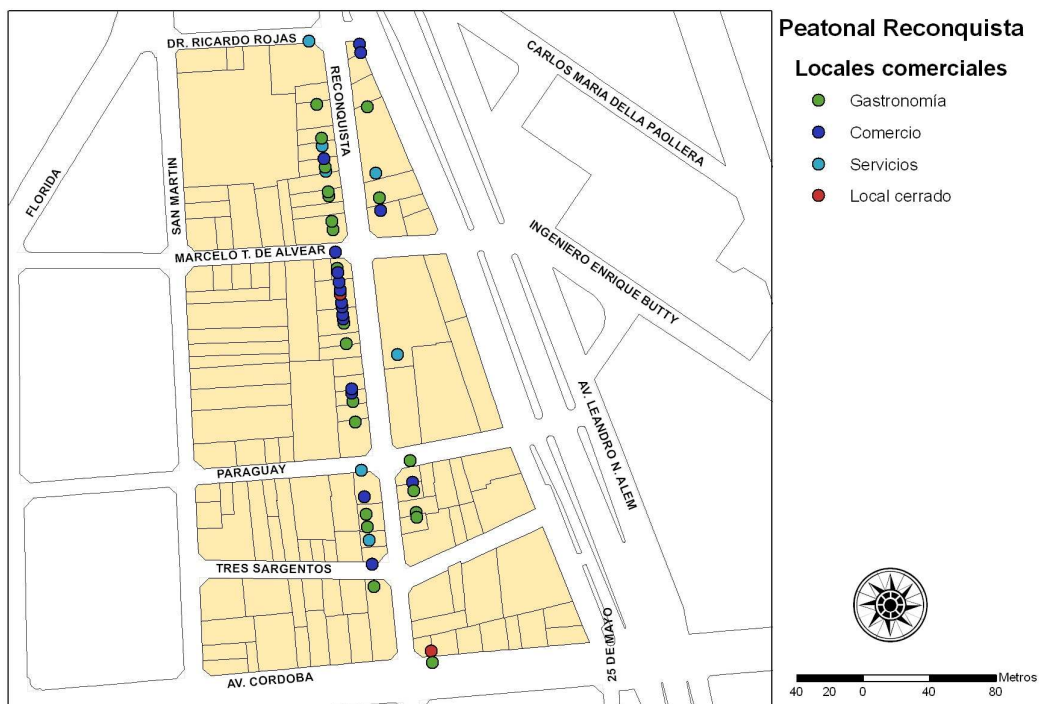 Peatonal Reconquista
Locales comerciales
Gastronomía
Comercio
Servicios
Local cerrado
DR. RICARDO ROJAS
RECONQUISTA
CARLOS MARIA DELLA PAOLLERA
FLORIDA
SAN MARTIN
MARCELO T. DE ALVEAR
INGENIERO ENRIQUE BUTTY
AV. LEANDRO N. ALEM
PARAGUAY
TRES SARGENTOS
25 DE MAYO
AV. CORDOBA
Metros
40 20 0 40 80